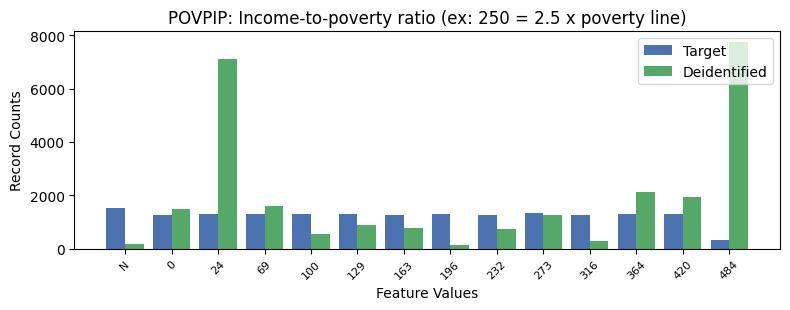 POVPIP: Income-to-poverty ratio (ex: 250 = 2.5 x poverty line)
8000
6000
4000
2000
0
Record Counts
Target
Deidentified
N 0 24 69 100 129 163 196 232 273 316 364 420 484
Feature Values